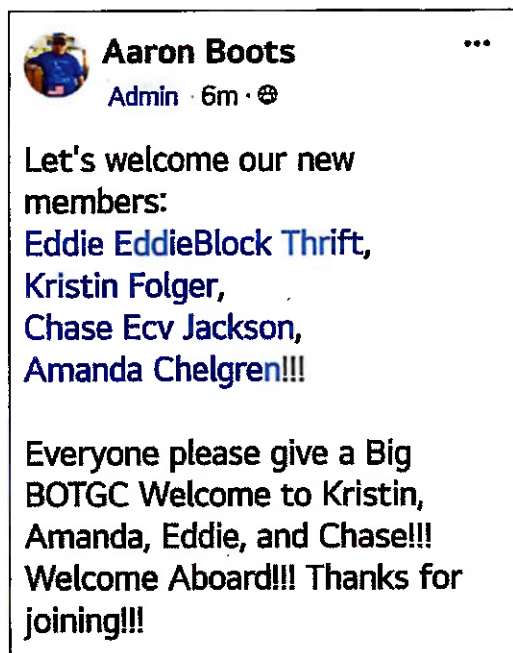 Aaron Boots
Admin · 6m ·
Let's welcome our new
members:
Eddie EddieBlock Thrift,
Kristin Folger,
Chase Ecv Jackson,
Amanda Chelgren!!!
Everyone please give a Big
BOTGC Welcome to Kristin,
Amanda, Eddie, and Chase!!!
Welcome Aboard!!! Thanks for
joining!!!